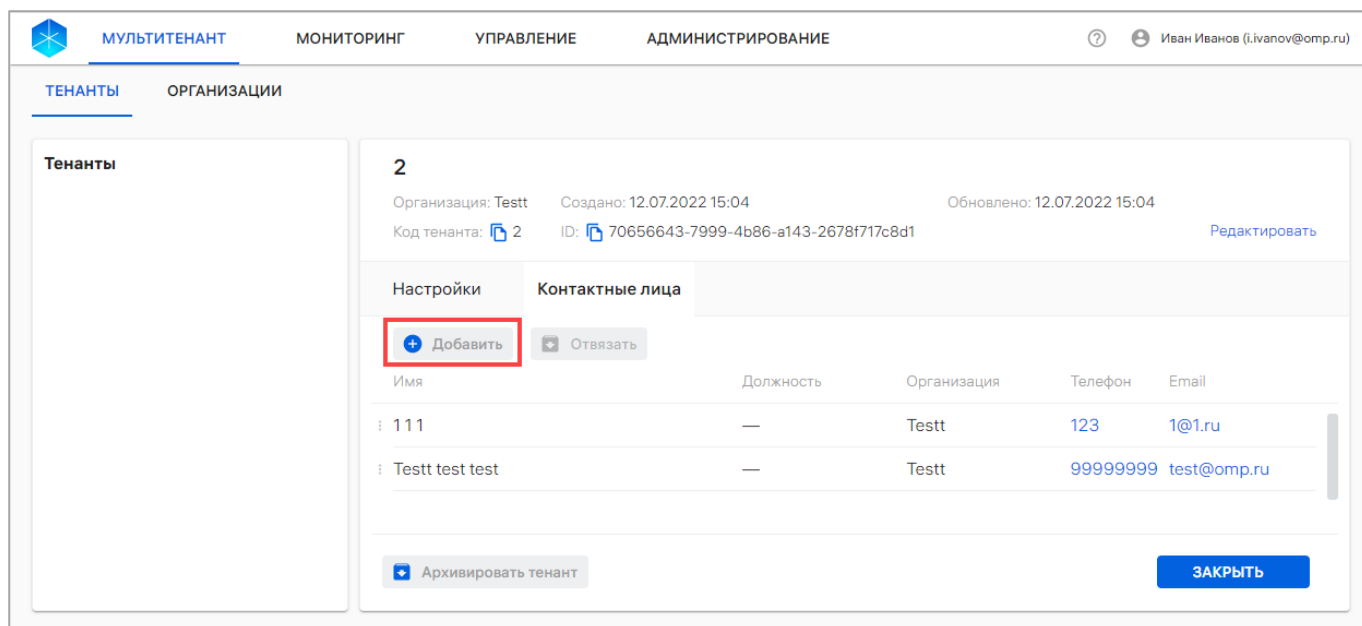 МУЛЬТИТЕНАНТ МОНИТОРИНГ УПРАВЛЕНИЕ АДМИНИСТРИРОВАНИЕ ? Иван Иванов (i.ivanov@omp.ru)
ТЕНАНТЫ ОРГАНИЗАЦИИ
Тенанты
2
Организация: Testt Создано: 12.07.2022 15:04 Обновлено: 12.07.2022 15:04
Код тенанта: 2 ID: 70656643-7999-4b86-a143-2678f717c8d1 Редактировать
Настройки Контактные лица
Добавить Отвязать
Имя Должность Организация Телефон Email
111 — Testt 123 1@1.ru
Testt test test — Testt 99999999 test@omp.ru
Архивировать тенант ЗАКРЫТЬ